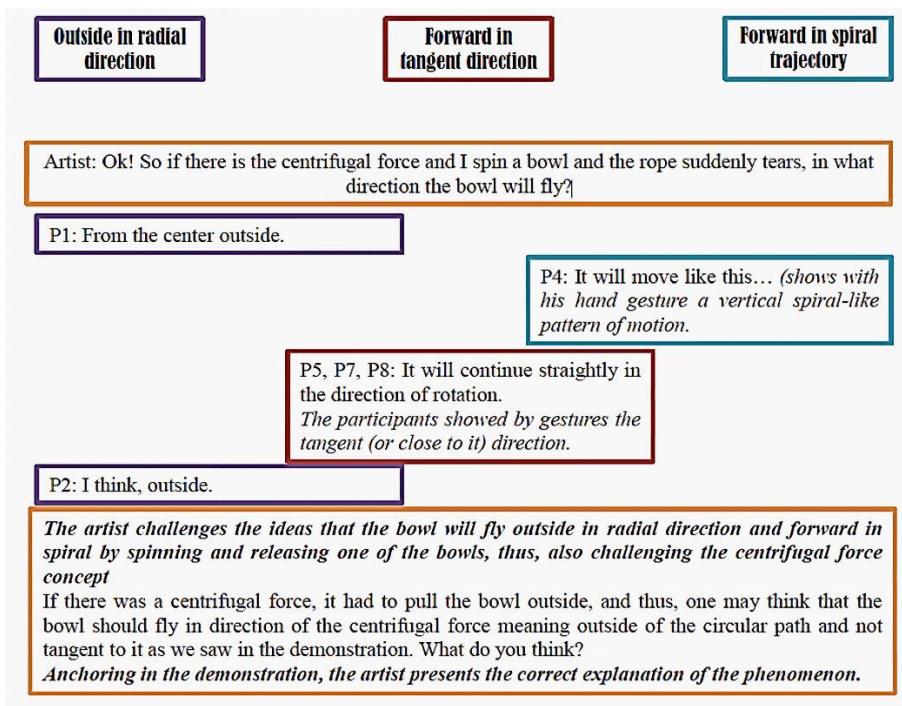 Outside in radial
direction
Forward in
tangent direction
Forward in spiral
trajectory
Artist: Ok! So if there is the centrifugal force and I spin a bowl and the rope suddenly tears, in what
direction the bowl will fly?
P1: From the center outside.
P4: It will move like this… (shows with
his hand gesture a vertical spiral-like
pattern of motion.
P5, P7, P8: It will continue straightly in
the direction of rotation.
The participants showed by gestures the
tangent (or close to it) direction.
P2: I think, outside.
The artist challenges the ideas that the bowl will fly outside in radial direction and forward in
spiral by spinning and releasing one of the bowls, thus, also challenging the centrifugal force
concept
If there was a centrifugal force, it had to pull the bowl outside, and thus, one may think that the
bowl should fly in direction of the centrifugal force meaning outside of the circular path and not
tangent to it as we saw in the demonstration. What do you think?
Anchoring in the demonstration, the artist presents the correct explanation of the phenomenon.